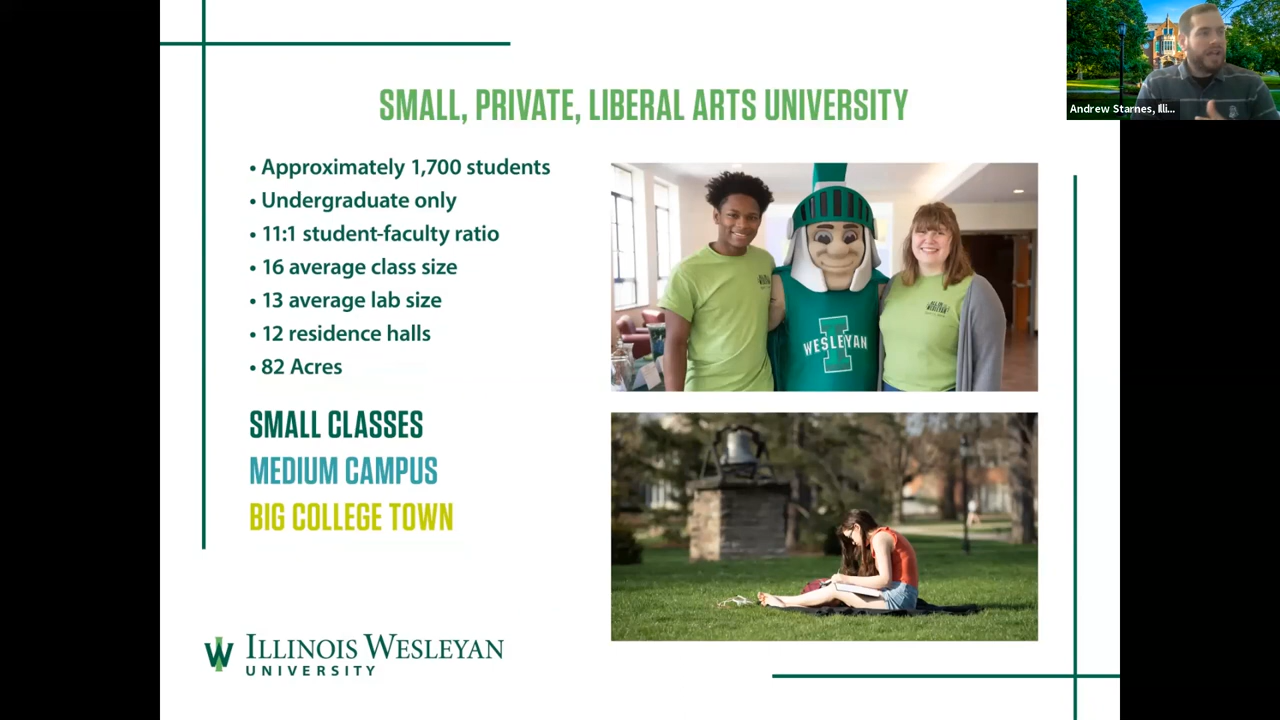 SMALL, PRIVATE, LIBERAL ARTS UNIVERSITY
• Approximately 1,700 students
• Undergraduate only
• 11:1 student-faculty ratio
• 16 average class size
• 13 average lab size
• 12 residence halls
• 82 Acres
SMALL CLASSES
MEDIUM CAMPUS
BIG COLLEGE TOWN
I
WESLEYAN
W
ILLINOIS WESLEYAN
UNIVERSITY
Andrew Starnes, Illi...